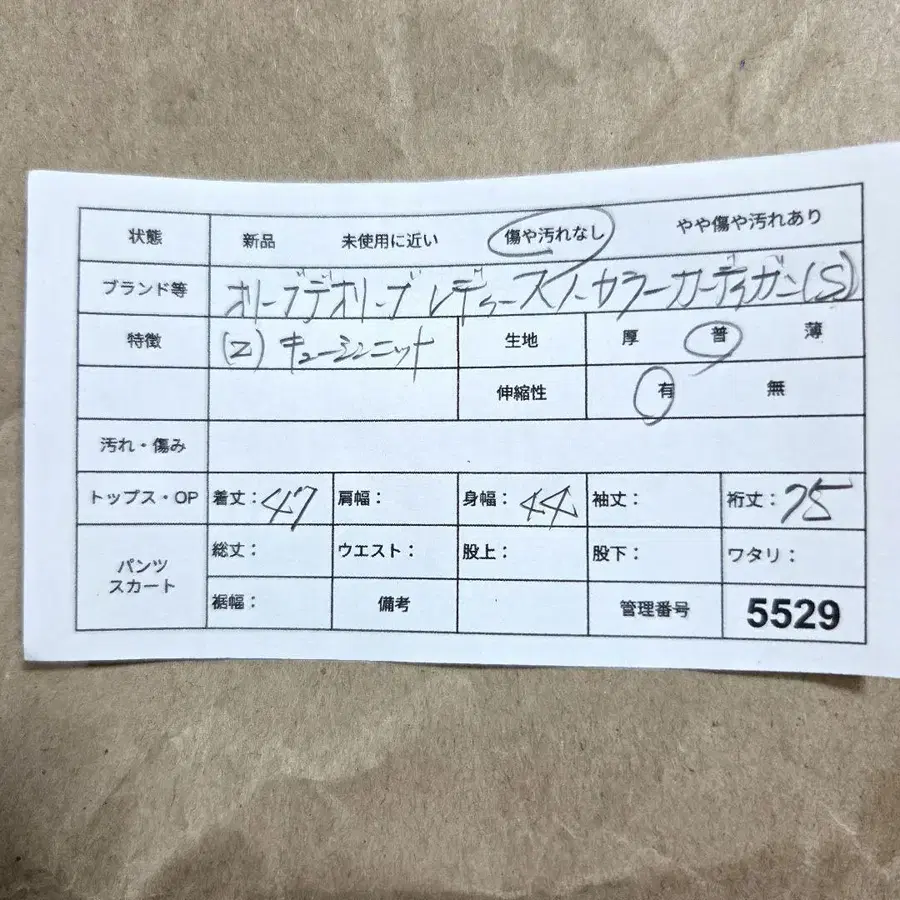 状態 新品 未使用に近い 傷や汚れなし やや傷や汚れあり
ブランド等 オリーブデオリーブ レディース ノーカラーカーディガン(S)
特徴 (Z) キューシンニット 生地 厚 普 薄
伸縮性 有 無
汚れ・傷み
トップス・OP 着丈：47 肩幅： 身幅：44 袖丈： 裄丈：75
パンツ スカート 総丈： ウエスト： 股上： 股下： ワタリ：
裾幅： 備考 管理番号 5529